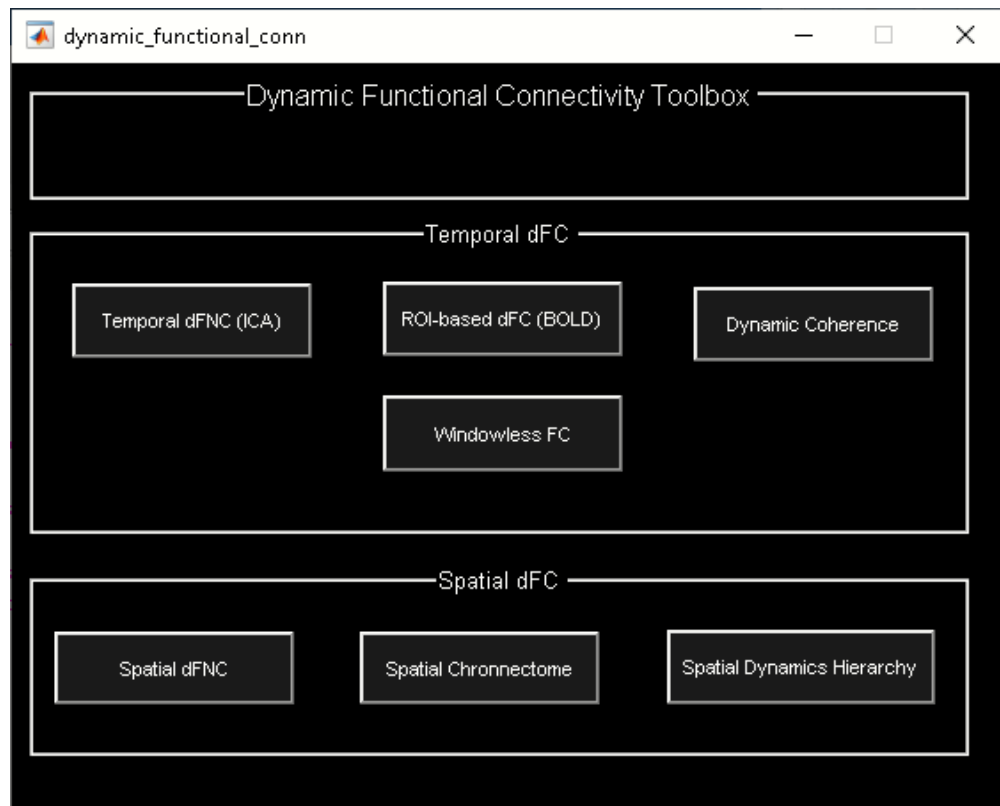 dynamic_functional_conn
Dynamic Functional Connectivity Toolbox
Temporal dFC
Temporal dFNC (ICA)
ROI-based dFC (BOLD)
Dynamic Coherence
Windowless FC
Spatial dFC
Spatial dFNC
Spatial Chronnectome
Spatial Dynamics Hierarchy